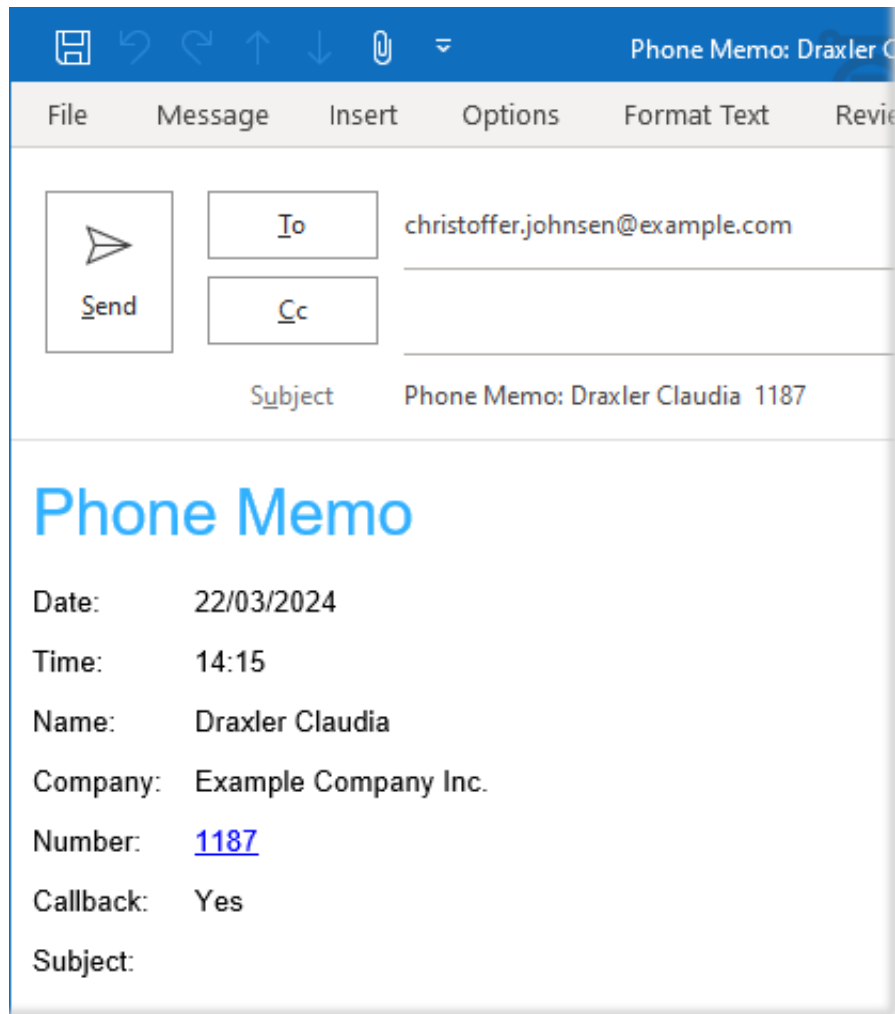 Phone Memo: Draxler
File Message Insert Options Format Text
To christoffer.johnsen@example.com
Send Cc
Subject Phone Memo: Draxler Claudia 1187
Phone Memo
Date: 22/03/2024
Time: 14:15
Name: Draxler Claudia
Company: Example Company Inc.
Number: 1187
Callback: Yes
Subject: